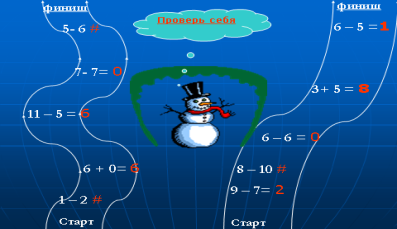 финиш
Проверь себя
финиш
5- 6 #
6 – 5 =1
7- 7= 0
3+ 5 = 8
11 – 5 = 6
6 – 6 = 0
6 + 0= 6
8 – 10 #
9 – 7= 2
1 – 2 #
Старт
Старт